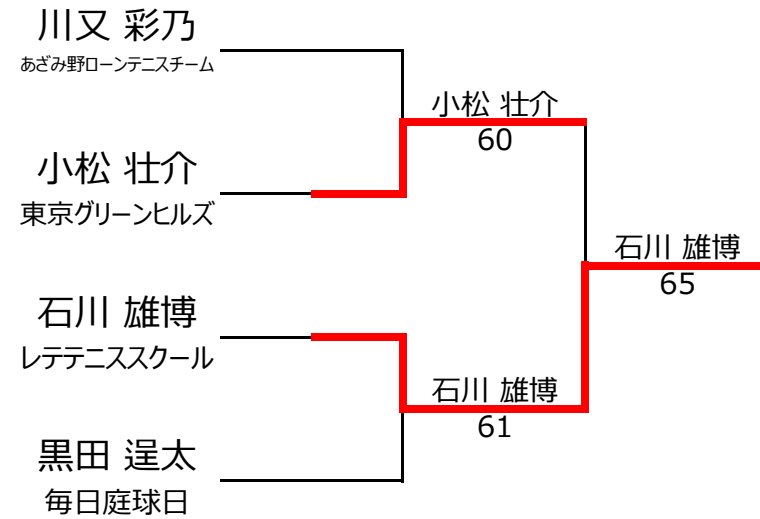 川又 彩乃
あざみ野ローンテニスチーム
小松 壮介
60
小松 壮介
東京グリーンヒルズ
石川 雄博
65
石川 雄博
レテテニススクール
石川 雄博
61
黒田 逞太
毎日庭球日